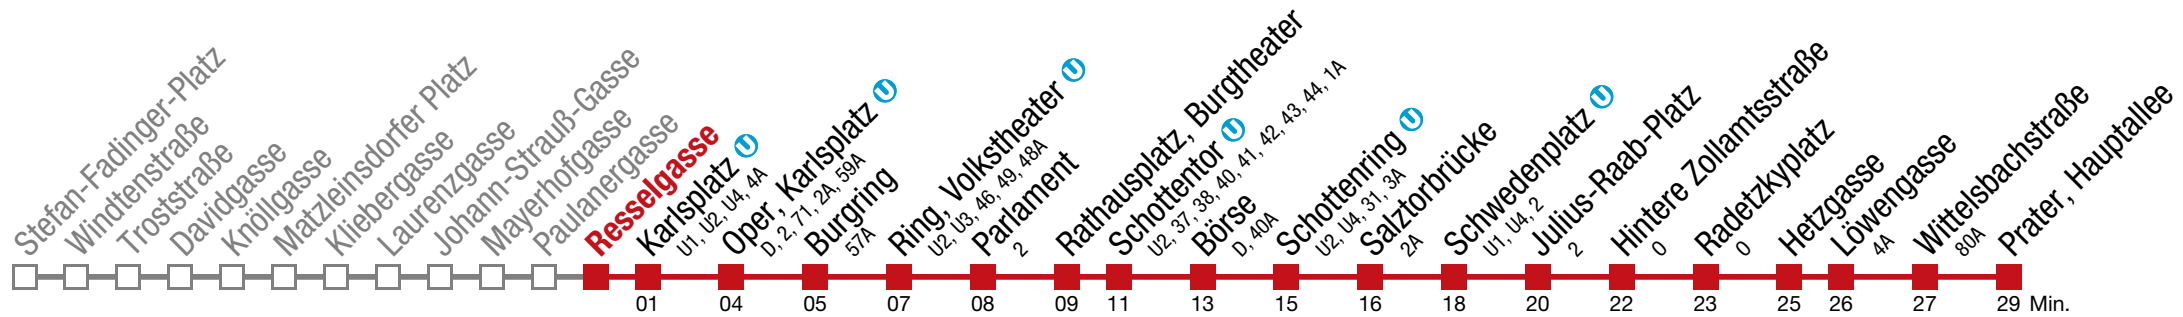 Stefan-Fadinger-Platz
Windtenstraße
Troststraße
Davidgasse
Knöllgasse
Matzleinsdorfer Platz
Kliebergasse
Laurenzgasse
Johann-Strauß-Gasse
Mayerhofgasse
Paulanergasse
Resselgasse
Karlsplatz U
U1, U2, U4, 4A
Oper, Karlsplatz U
D, 2, 71, 2A, 59A
Burgring
57A
Ring, Volkstheater U
U2, U3, 46, 49, 48A
Parlament
2
Rathausplatz, Burgtheater
Schottentor U
U2, 37, 38, 40, 41, 42, 43, 44, 1A
Börse
D, 40A
Schottenring U
U2, U4, 31, 3A
Salztorbrücke
2A
Schwedenplatz U
U1, U4, 2
Julius-Raab-Platz
2
Hintere Zollamtsstraße
O
Radetzkyplatz
O
Hetzgasse
Löwengasse
4A
Wittelsbachstraße
80A
Prater, Hauptallee
01 04 05 07 08 09 11 13 15 16 18 20 22 23 25 26 27 29 Min.